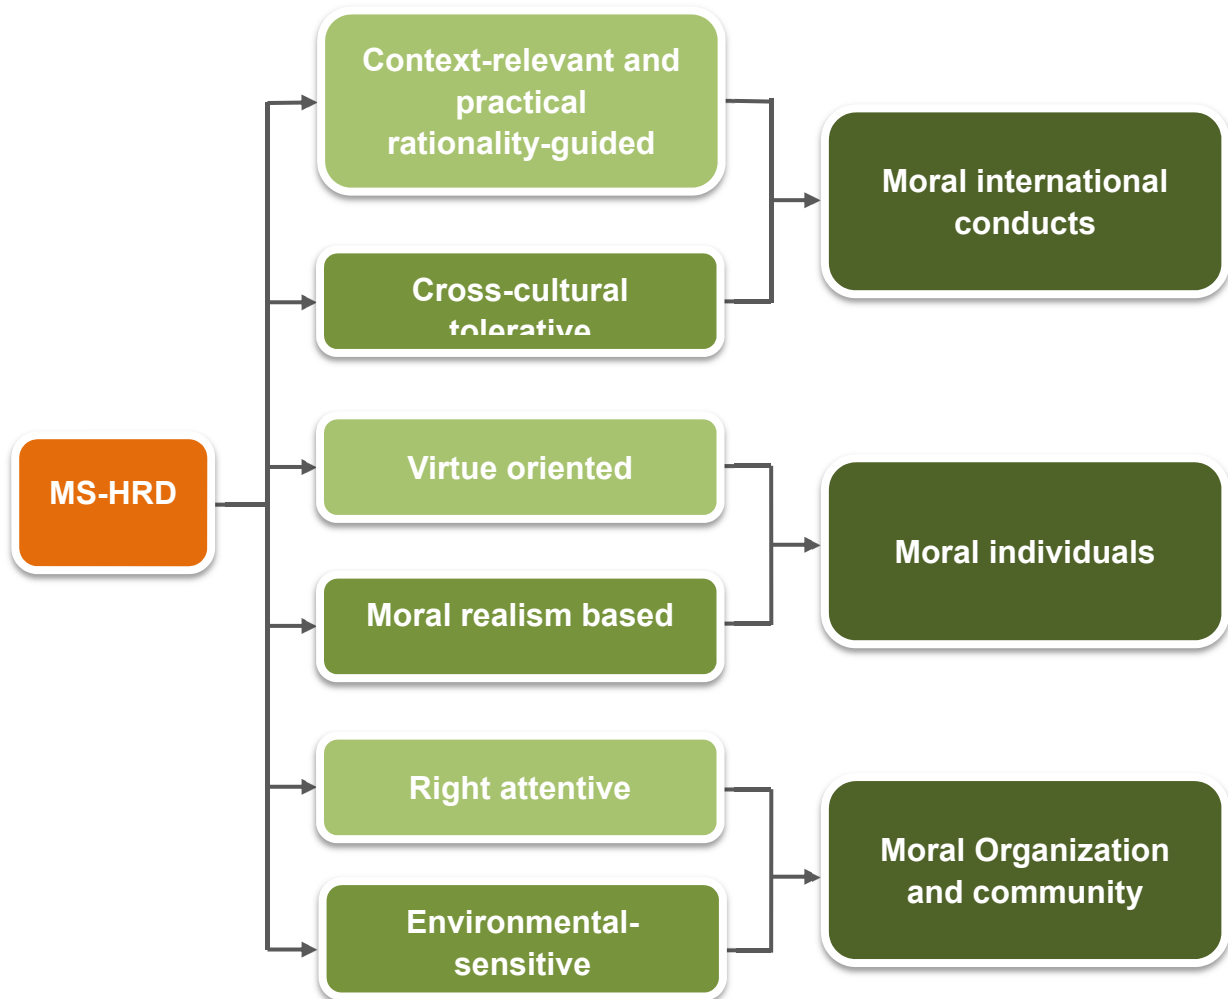 Context-relevant and
practical
rationality-guided
Moral international
conducts
Cross-cultural
tolerative
MS-HRD
Virtue oriented
Moral individuals
Moral realism based
Right attentive
Moral Organization
and community
Environmental-
sensitive